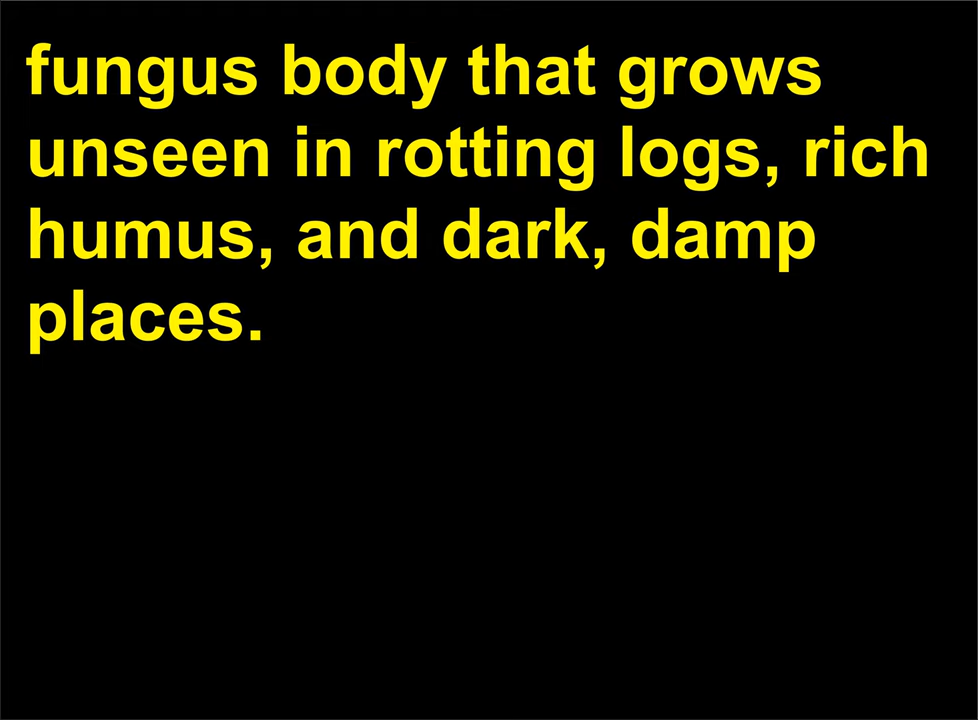 fungus body that grows
unseen in rotting logs, rich
humus, and dark, damp
places.